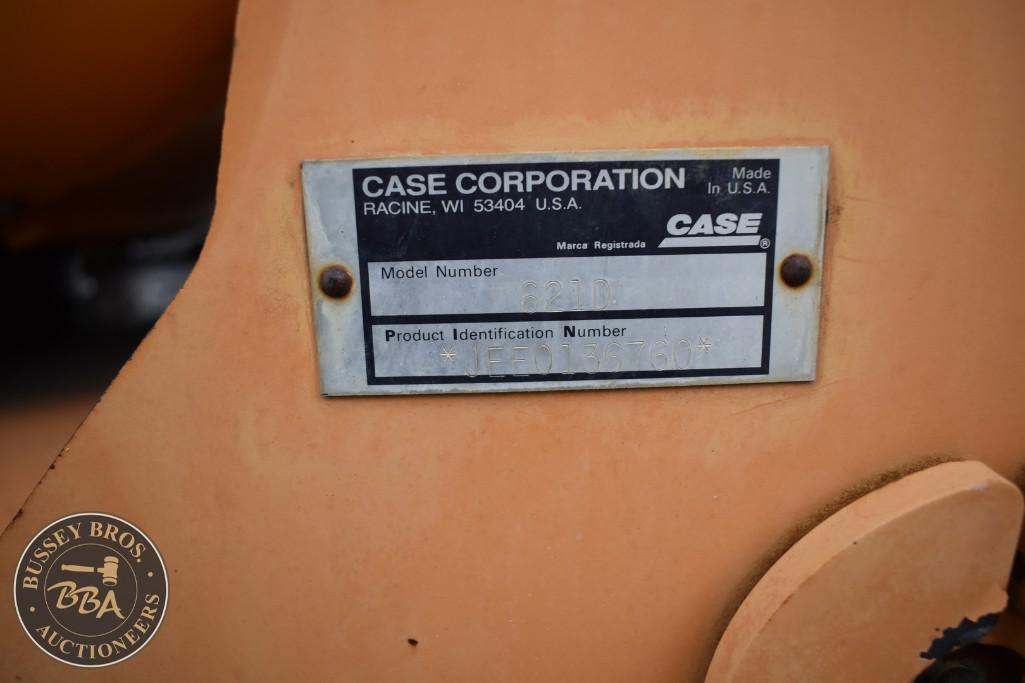 CASE CORPORATION
Made
In U.S.A.
RACINE, WI 53404 U.S.A.
CASE
Marca Registrada ®
Model Number
621D
Product Identification Number
*JEE0136760*
BUSSEY BROS.
BBA
AUCTIONEERS